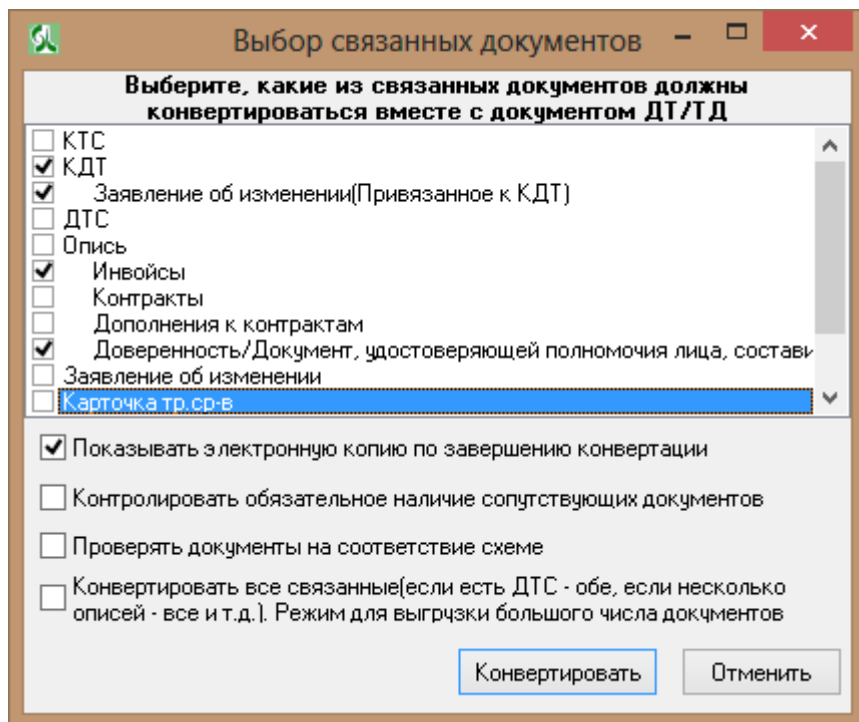 Выбор связанных документов
Выберите, какие из связанных документов должны
конвертироваться вместе с документом ДТ/ТД
КТС
КДТ
Заявление об изменении(Привязанное к КДТ)
ДТС
Опись
Инвойсы
Контракты
Дополнения к контрактам
Доверенность/Документ, удостоверяющей полномочия лица, состави
Заявление об изменении
Карточка тр.ср-в
Показывать электронную копию по завершению конвертации
Контролировать обязательное наличие сопутствующих документов
Проверять документы на соответствие схеме
Конвертировать все связанные(если есть ДТС - обе, если несколько
описей - все и т.д.). Режим для выгрузки большого числа документов
Конвертировать
Отменить